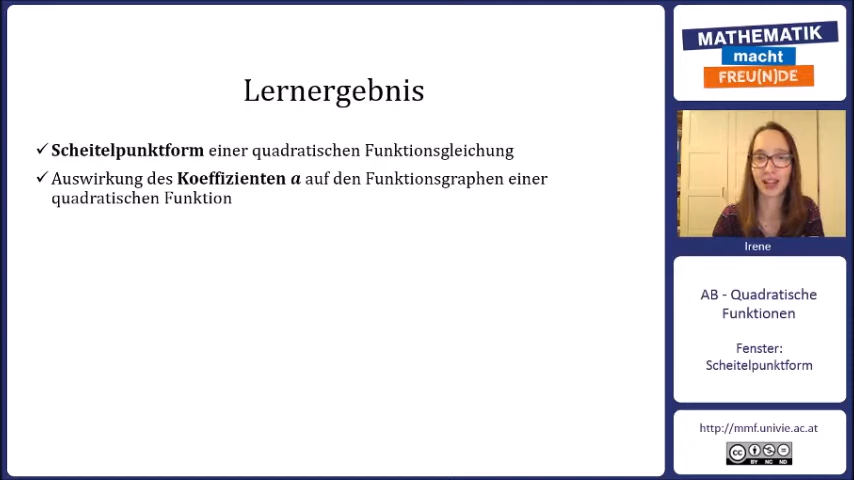 Lernergebnis
✓ Scheitelpunktform einer quadratischen Funktionsgleichung
✓ Auswirkung des Koeffizienten a auf den Funktionsgraphen einer
quadratischen Funktion
MATHEMATIK
macht
FREU(N)DE
Irene
AB - Quadratische
Funktionen
Fenster:
Scheitelpunktform
http://mmf.univie.ac.at
cc
BY NC ND